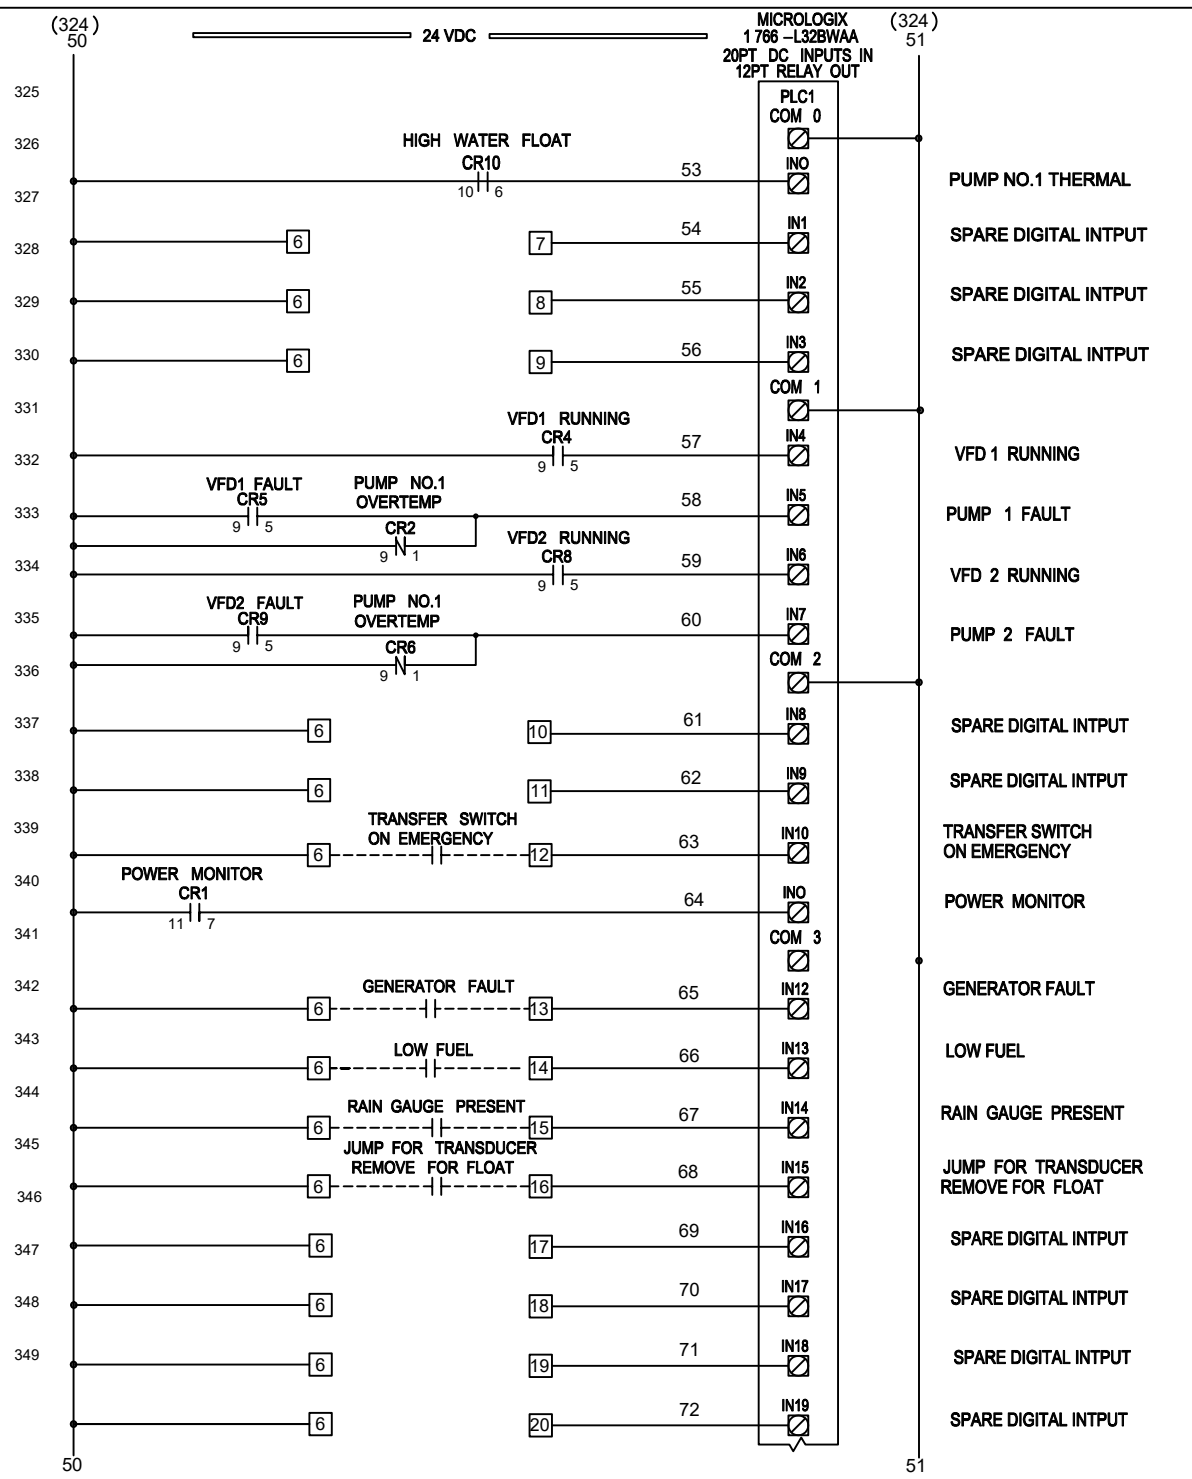 (324)
50
24 VDC
MICROLOGIX
1766 –L32BWAA
20PT DC INPUTS IN
12PT RELAY OUT
(324)
51
325
PLC1
COM 0
326
HIGH WATER FLOAT
CR10
10 6
53
INO
PUMP NO.1 THERMAL
327
6
7
54
IN1
SPARE DIGITAL INTPUT
328
6
8
55
IN2
SPARE DIGITAL INTPUT
329
6
9
56
IN3
SPARE DIGITAL INTPUT
330
COM 1
331
VFD1 RUNNING
CR4
9 5
57
IN4
VFD 1 RUNNING
332
VFD1 FAULT
CR5
9 5
PUMP NO.1
OVERTEMP
CR2
9 1
58
IN5
PUMP 1 FAULT
333
VFD2 RUNNING
CR8
9 5
59
IN6
VFD 2 RUNNING
334
VFD2 FAULT
CR9
9 5
PUMP NO.1
OVERTEMP
CR6
9 1
60
IN7
PUMP 2 FAULT
335
COM 2
336
6
10
61
IN8
SPARE DIGITAL INTPUT
337
6
11
62
IN9
SPARE DIGITAL INTPUT
338
339
TRANSFER SWITCH
ON EMERGENCY
6
12
63
IN10
TRANSFER SWITCH
ON EMERGENCY
340
POWER MONITOR
CR1
11 7
64
INO
POWER MONITOR
341
COM 3
342
GENERATOR FAULT
6
13
65
IN12
GENERATOR FAULT
343
LOW FUEL
6
14
66
IN13
LOW FUEL
344
RAIN GAUGE PRESENT
6
15
67
IN14
RAIN GAUGE PRESENT
345
JUMP FOR TRANSDUCER
REMOVE FOR FLOAT
6
16
68
IN15
JUMP FOR TRANSDUCER
REMOVE FOR FLOAT
346
6
17
69
IN16
SPARE DIGITAL INTPUT
347
6
18
70
IN17
SPARE DIGITAL INTPUT
348
6
19
71
IN18
SPARE DIGITAL INTPUT
349
6
20
72
IN19
SPARE DIGITAL INTPUT
50
51